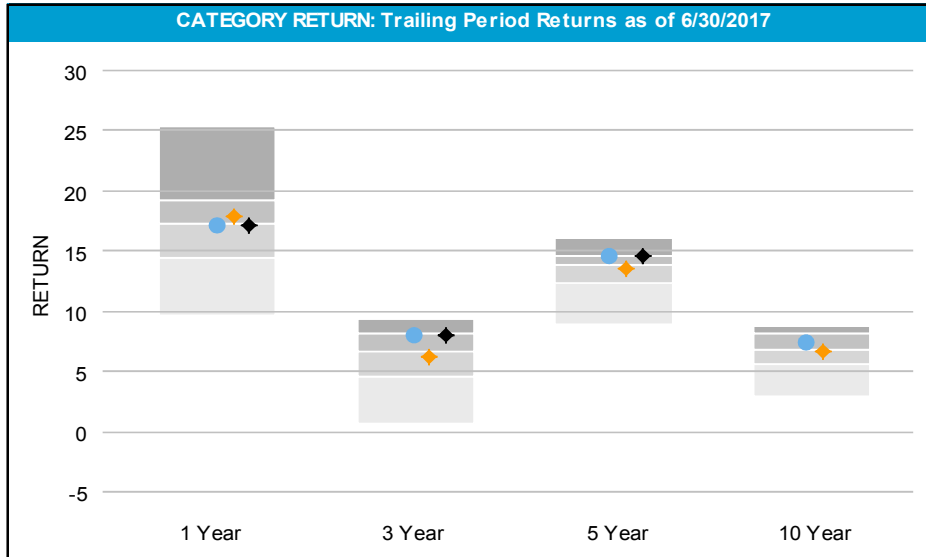 CATEGORY RETURN: Trailing Period Returns as of 6/30/2017
30
25
20
15
10
5
0
-5
RETURN
1 Year
3 Year
5 Year
10 Year